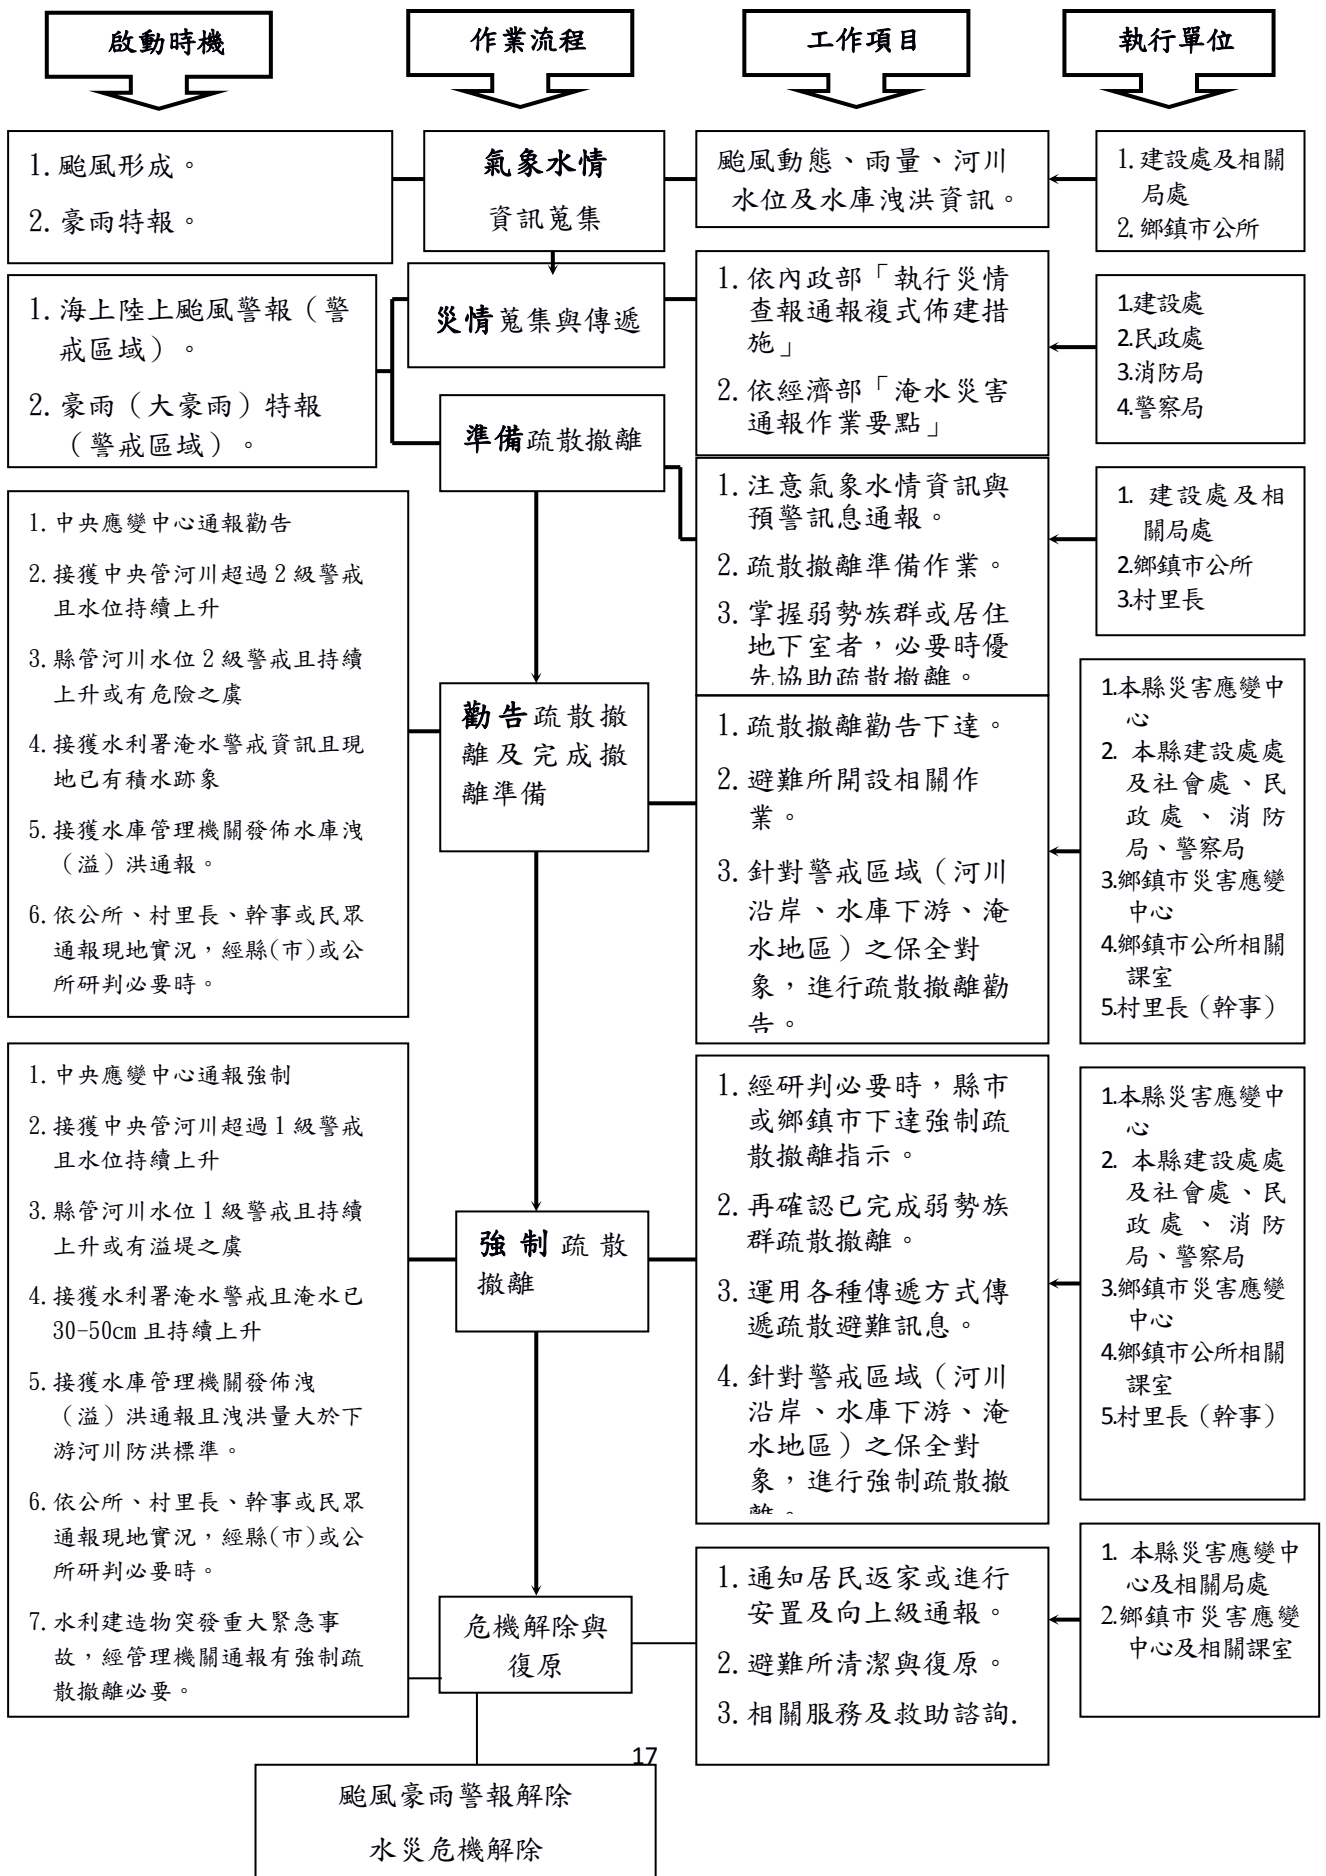 啟動時機
作業流程
工作項目
執行單位
1. 颱風形成。
2. 豪雨特報。
氣象水情
資訊蒐集
颱風動態、雨量、河川
水位及水庫洩洪資訊。
1. 建設處及相關
局處
2. 鄉鎮市公所
1. 海上陸上颱風警報（警
戒區域）。
2. 豪雨（大豪雨）特報
（警戒區域）。
災情蒐集與傳遞
1. 依內政部「執行災情
查報通報複式佈建措
施」
2. 依經濟部「淹水災害
通報作業要點」
1.建設處
2.民政處
3.消防局
4.警察局
準備疏散撤離
1. 注意氣象水情資訊與
預警訊息通報。
2. 疏散撤離準備作業。
3. 掌握弱勢族群或居住
地下室者，必要時優
先協助疏散撤離。
1. 建設處及相
關局處
2.鄉鎮市公所
3.村里長
1. 中央應變中心通報勸告
2. 接獲中央管河川超過 2 級警戒
且水位持續上升
3. 縣管河川水位 2 級警戒且持續
上升或有危險之虞
4. 接獲水利署淹水警戒資訊且現
地已有積水跡象
5. 接獲水庫管理機關發佈水庫洩
（溢）洪通報。
6. 依公所、村里長、幹事或民眾
通報現地實況，經縣(市)或公
所研判必要時。
勸告疏散撤
離及完成撤
離準備
1. 疏散撤離勸告下達。
2. 避難所開設相關作
業。
3. 針對警戒區域（河川
沿岸、水庫下游、淹
水地區）之保全對
象，進行疏散撤離勸
告。
1.本縣災害應變中
心
2. 本縣建設處處
及社會處、民
政處、消防
局、警察局
3.鄉鎮市災害應變
中心
4.鄉鎮市公所相關
課室
5.村里長（幹事）
1. 中央應變中心通報強制
2. 接獲中央管河川超過 1 級警戒
且水位持續上升
3. 縣管河川水位 1 級警戒且持續
上升或有溢堤之虞
4. 接獲水利署淹水警戒且淹水已
30-50cm 且持續上升
5. 接獲水庫管理機關發佈洩
（溢）洪通報且洩洪量大於下
游河川防洪標準。
6. 依公所、村里長、幹事或民眾
通報現地實況，經縣(市)或公
所研判必要時。
7. 水利建造物突發重大緊急事
故，經管理機關通報有強制疏
散撤離必要。
強制疏散
撤離
1. 經研判必要時，縣市
或鄉鎮市下達強制疏
散撤離指示。
2. 再確認已完成弱勢族
群疏散撤離。
3. 運用各種傳遞方式傳
遞疏散避難訊息。
4. 針對警戒區域（河川
沿岸、水庫下游、淹
水地區）之保全對
象，進行強制疏散撤
離。
1.本縣災害應變中
心
2. 本縣建設處處
及社會處、民
政處、消防
局、警察局
3.鄉鎮市災害應變
中心
4.鄉鎮市公所相關
課室
5.村里長（幹事）
危機解除與
復原
1. 通知居民返家或進行
安置及向上級通報。
2. 避難所清潔與復原。
3. 相關服務及救助諮詢.
1. 本縣災害應變中
心及相關局處
2.鄉鎮市災害應變
中心及相關課室
17
颱風豪雨警報解除
水災危機解除